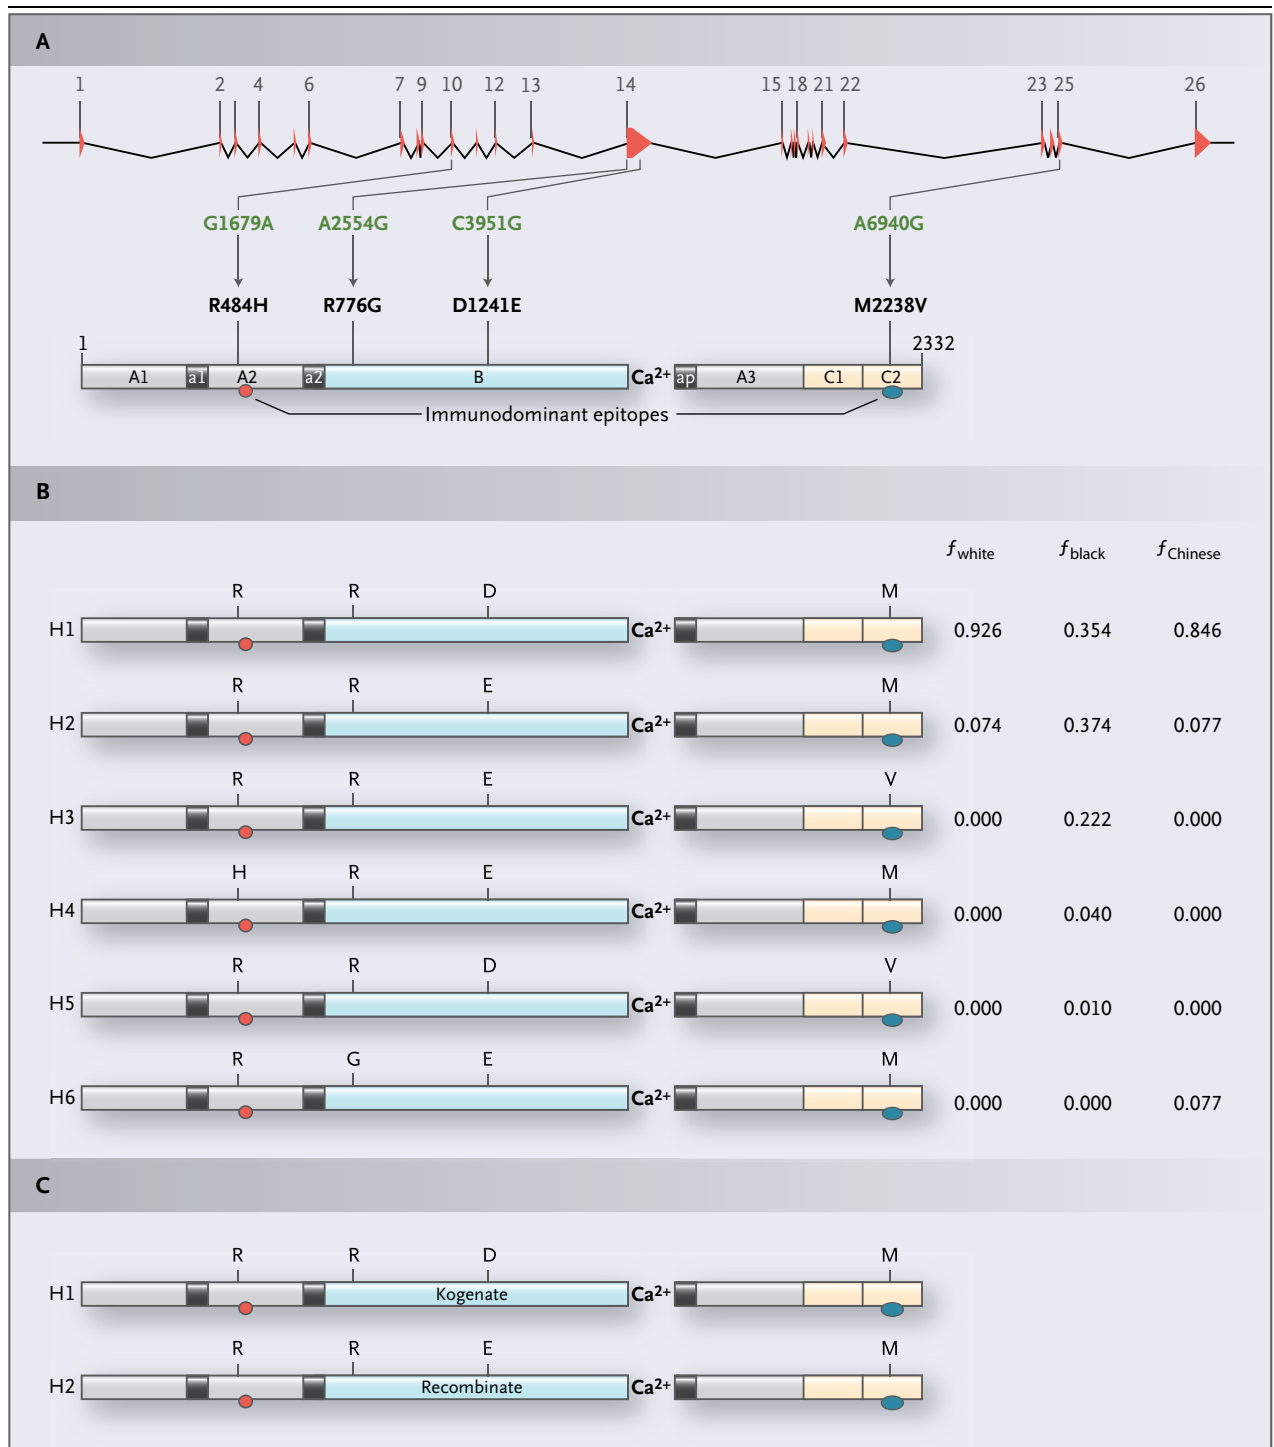 A
1 2 4 6 7 9 10 12 13 14 15 18 21 22 23 25 26
G1679A A2554G C3951G A6940G
R484H R776G D1241E M2238V
1 2332
A1 a1 A2 a2 B Ca2+ ap A3 C1 C2
Immunodominant epitopes
B
ƒwhite ƒblack ƒChinese
R R D M
H1 Ca2+ 0.926 0.354 0.846
R R E M
H2 Ca2+ 0.074 0.374 0.077
R R E V
H3 Ca2+ 0.000 0.222 0.000
H R E M
H4 Ca2+ 0.000 0.040 0.000
R R D V
H5 Ca2+ 0.000 0.010 0.000
R G E M
H6 Ca2+ 0.000 0.000 0.077
C
R R D M
H1 Kogenate Ca2+
R R E M
H2 Recombinate Ca2+